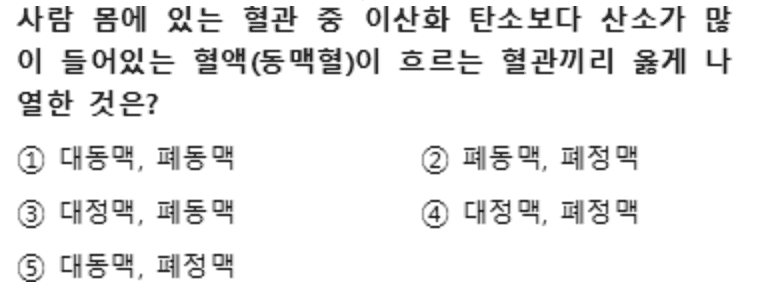 사람 몸에 있는 혈관 중 이산화 탄소보다 산소가 많
이 들어있는 혈액(동맥혈)이 흐르는 혈관끼리 옳게 나
열한 것은?
① 대동맥, 폐동맥 ② 폐동맥, 폐정맥
③ 대정맥, 폐동맥 ④ 대정맥, 폐정맥
⑤ 대동맥, 폐정맥